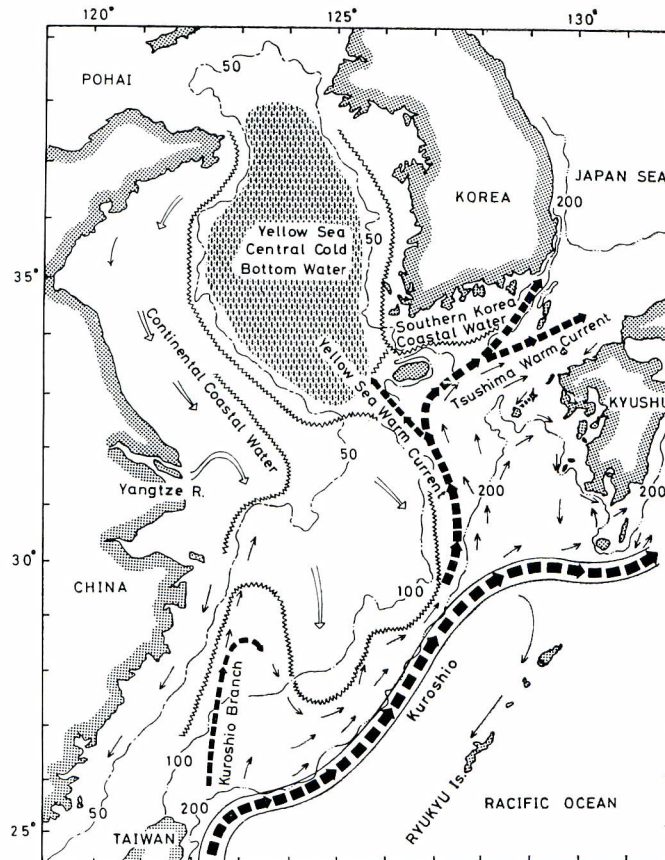 120°
125°
130°
POHAI
50
KOREA
JAPAN SEA
200
Yellow Sea
Central Cold
Bottom Water
50
35°
Southern Korea
Coastal Water
Continental Coastal
Water
Yellow Sea Warm Current
Tsushima Warm Current
KYUSHU
50
Yangtze R.
200
200
30°
CHINA
100
Kuroshio Branch
Kuroshio
100
200
50
RYUKYU Is.
RACIFIC OCEAN
25°
TAIWAN